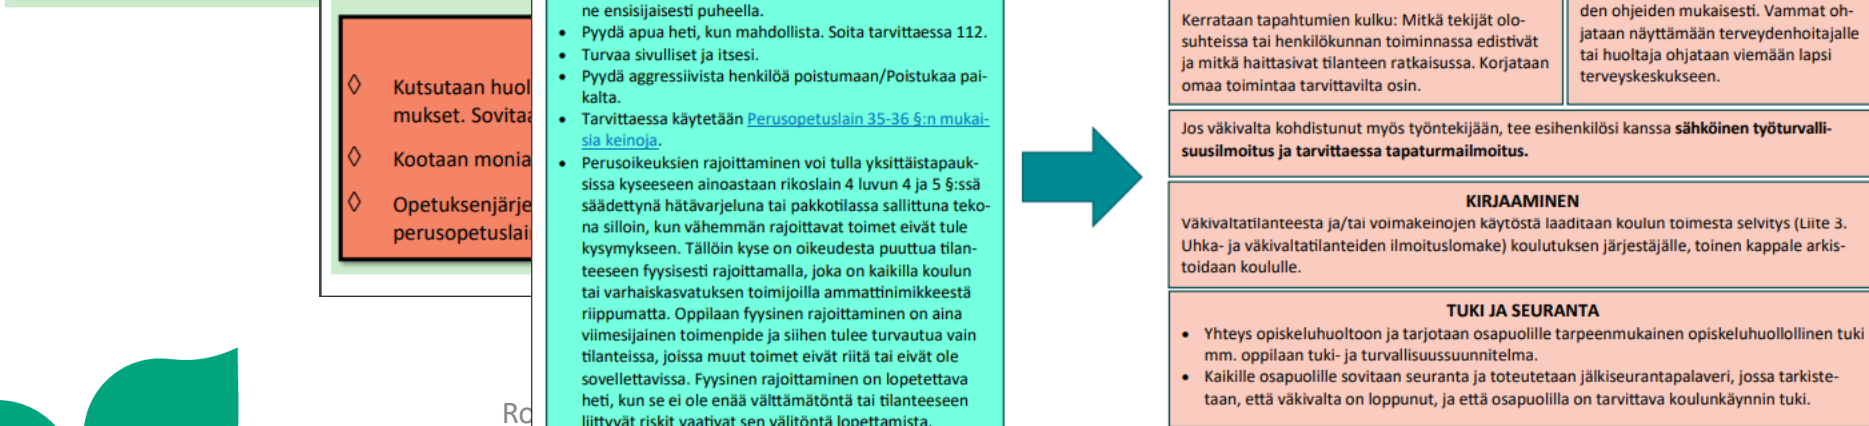 Kutsutaan huol
mukset. Sovitaa
Kootaan monia
Opetuksenjärje
perusopetuslai
ne ensisijaisesti puheella.
• Pyydä apua heti, kun mahdollista. Soita tarvittaessa 112.
• Turvaa sivulliset ja itsesi.
• Pyydä aggressiivista henkilöä poistumaan/Poistukaa pai-
kalta.
• Tarvittaessa käytetään Perusopetuslain 35-36 §:n mukai-
sia keinoja.
• Perusoikeuksien rajoittaminen voi tulla yksittäistapauk-
sissa kyseeseen ainoastaan rikoslain 4 luvun 4 ja 5 §:ssä
säädettynä hätävarjeluna tai pakkotilassa sallittuna teko-
na silloin, kun vähemmän rajoittavat toimet eivät tule
kysymykseen. Tällöin kyse on oikeudesta puuttua tilan-
teeseen fyysisesti rajoittamalla, joka on kaikilla koulun
tai varhaiskasvatuksen toimijoilla ammattinimikkeestä
riippumatta. Oppilaan fyysinen rajoittaminen on aina
viimesijainen toimenpide ja siihen tulee turvautua vain
tilanteissa, joissa muut toimet eivät riitä tai eivät ole
sovellettavissa. Fyysinen rajoittaminen on lopetettava
heti, kun se ei ole enää välttämätöntä tai tilanteeseen
liittyvät riskit vaativat sen välitöntä lopettamista.
Ro
Kerrataan tapahtumien kulku: Mitkä tekijät olo-
suhteissa tai henkilökunnan toiminnassa edistivät
ja mitkä haittasivat tilanteen ratkaisussa. Korjataan
omaa toimintaa tarvittavilta osin.
den ohjeiden mukaisesti. Vammat oh-
jataan näyttämään terveydenhoitajalle
tai huoltaja ohjataan viemään lapsi
terveyskeskukseen.
Jos väkivalta kohdistunut myös työntekijään, tee esihenkilösi kanssa sähköinen työturvalli-
suusilmoitus ja tarvittaessa tapaturmailmoitus.
KIRJAAMINEN
Väkivaltatilanteesta ja/tai voimakeinojen käytöstä laaditaan koulun toimesta selvitys (Liite 3.
Uhka- ja väkivaltatilanteiden ilmoituslomake) koulutuksen järjestäjälle, toinen kappale arkis-
toidaan koululle.
TUKI JA SEURANTA
• Yhteys opiskeluhuoltoon ja tarjotaan osapuolille tarpeenmukainen opiskeluhuollollinen tuki
mm. oppilaan tuki- ja turvallisuussuunnitelma.
• Kaikille osapuolille sovitaan seuranta ja toteutetaan jälkiseurantapalaveri, jossa tarkiste-
taan, että väkivalta on loppunut, ja että osapuolilla on tarvittava koulunkäynnin tuki.